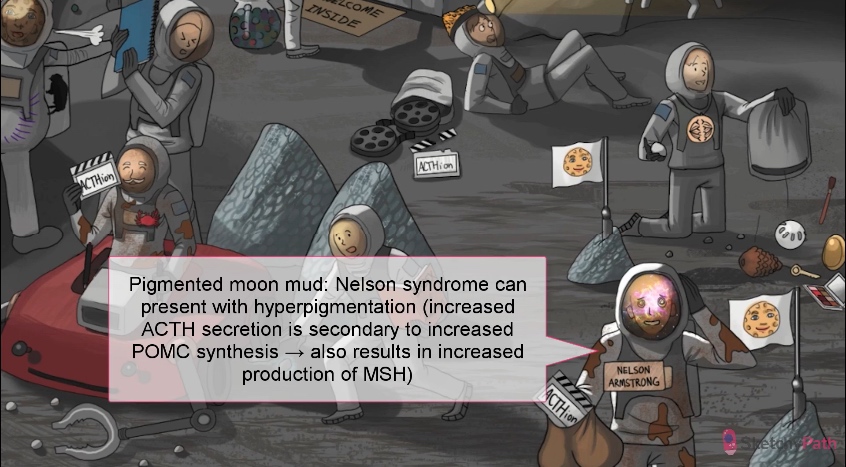 WELCOME
INSIDE
ACTHion
ACTHion
Pigmented moon mud: Nelson syndrome can
present with hyperpigmentation (increased
ACTH secretion is secondary to increased
POMC synthesis → also results in increased
production of MSH)
NELSON
ARMSTRONG
ACTHion
SketchyPath